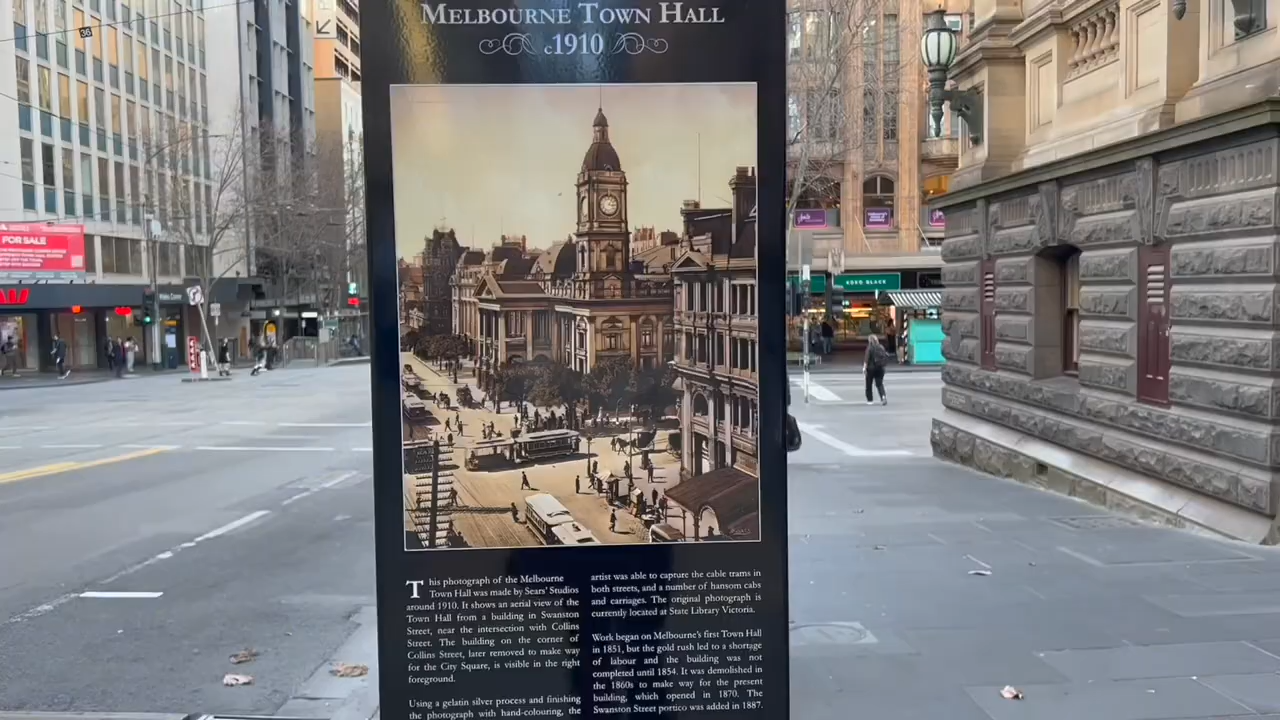 MELBOURNE TOWN HALL
c.1910
This photograph of the Melbourne
Town Hall was made by Sears' Studios
around 1910. It shows an aerial view of the
Town Hall from a building in Swanston
Street, near the intersection with Collins
Street. The building on the corner of
Collins Street, later removed to make way
for the City Square, is visible in the right
foreground.
Using a gelatin silver process and finishing
the photograph with hand-colouring, the
artist was able to capture the cable trams in
both streets, and a number of hansom cabs
and carriages. The original photograph is
currently located at State Library Victoria.
Work began on Melbourne's first Town Hall
in 1851, but the gold rush led to a shortage
of labour and the building was not
completed until 1854. It was demolished in
the 1860s to make way for the present
building, which opened in 1870. The
Swanston Street portico was added in 1887.
36
FOR SALE
KOKO BLACK